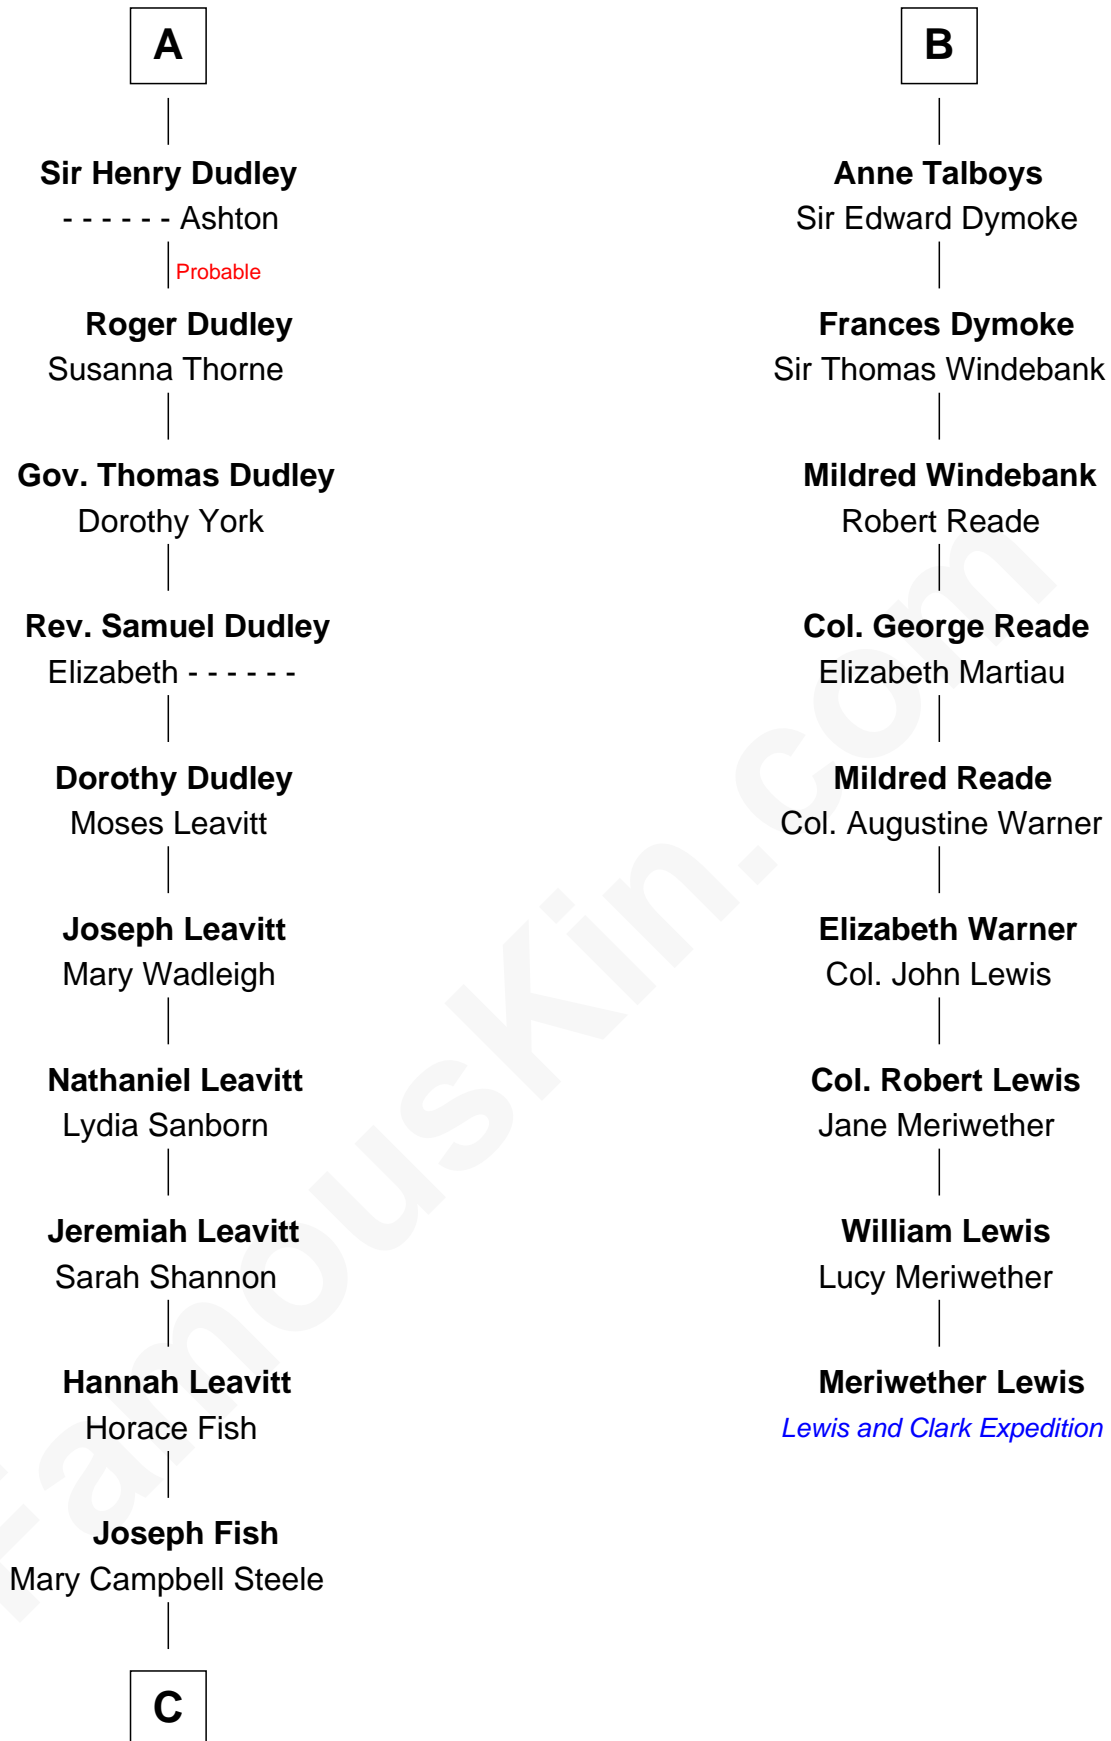 A
Sir Henry Dudley
- - - - - - Ashton
Probable
Roger Dudley
Susanna Thorne
Gov. Thomas Dudley
Dorothy York
Rev. Samuel Dudley
Elizabeth - - - - - -
Dorothy Dudley
Moses Leavitt
Joseph Leavitt
Mary Wadleigh
Nathaniel Leavitt
Lydia Sanborn
Jeremiah Leavitt
Sarah Shannon
Hannah Leavitt
Horace Fish
Joseph Fish
Mary Campbell Steele
C
B
Anne Talboys
Sir Edward Dymoke
Frances Dymoke
Sir Thomas Windebank
Mildred Windebank
Robert Reade
Col. George Reade
Elizabeth Martiau
Mildred Reade
Col. Augustine Warner
Elizabeth Warner
Col. John Lewis
Col. Robert Lewis
Jane Meriwether
William Lewis
Lucy Meriwether
Meriwether Lewis
Lewis and Clark Expedition
FamousKin.com